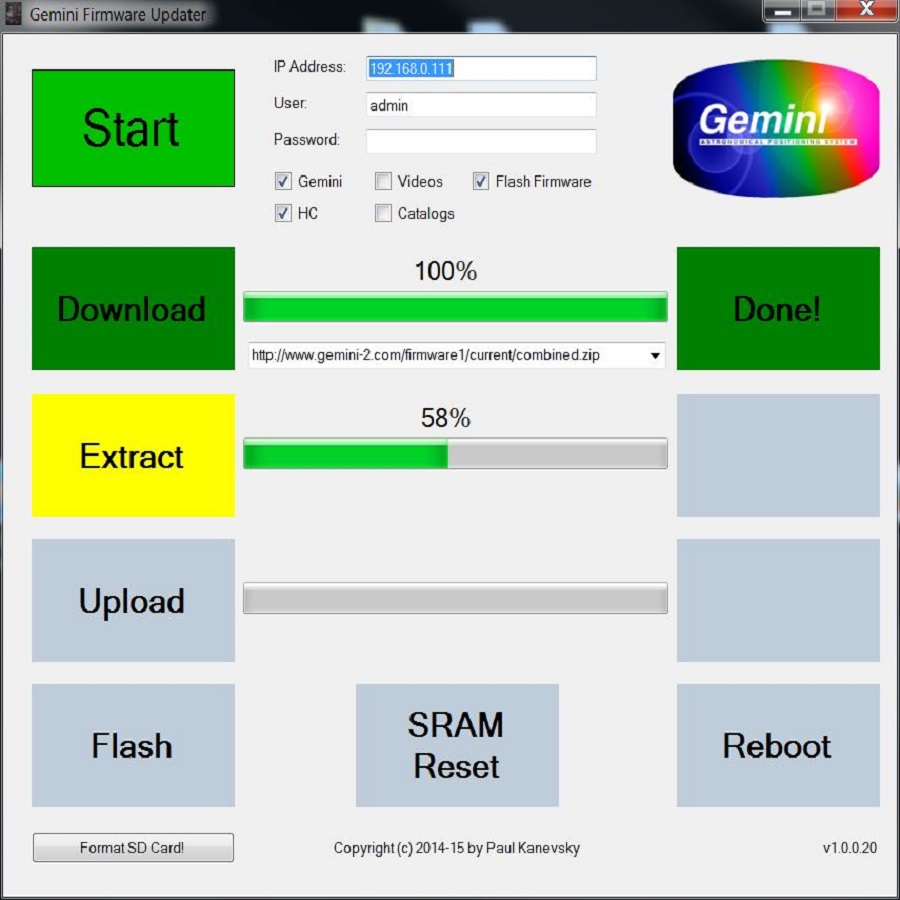 Gemini Firmware Updater
Start
IP Address: 192.168.0.111
User: admin
Password:
Gemini
ASTRONOMICAL POSITIONING SYSTEM
Gemini Videos Flash Firmware
HC Catalogs
100%
Download
Done!
http://www.gemini-2.com/firmware1/current/combined.zip
58%
Extract
Upload
Flash
SRAM
Reset
Reboot
Format SD Card!
Copyright (c) 2014-15 by Paul Kanevsky
v1.0.0.20